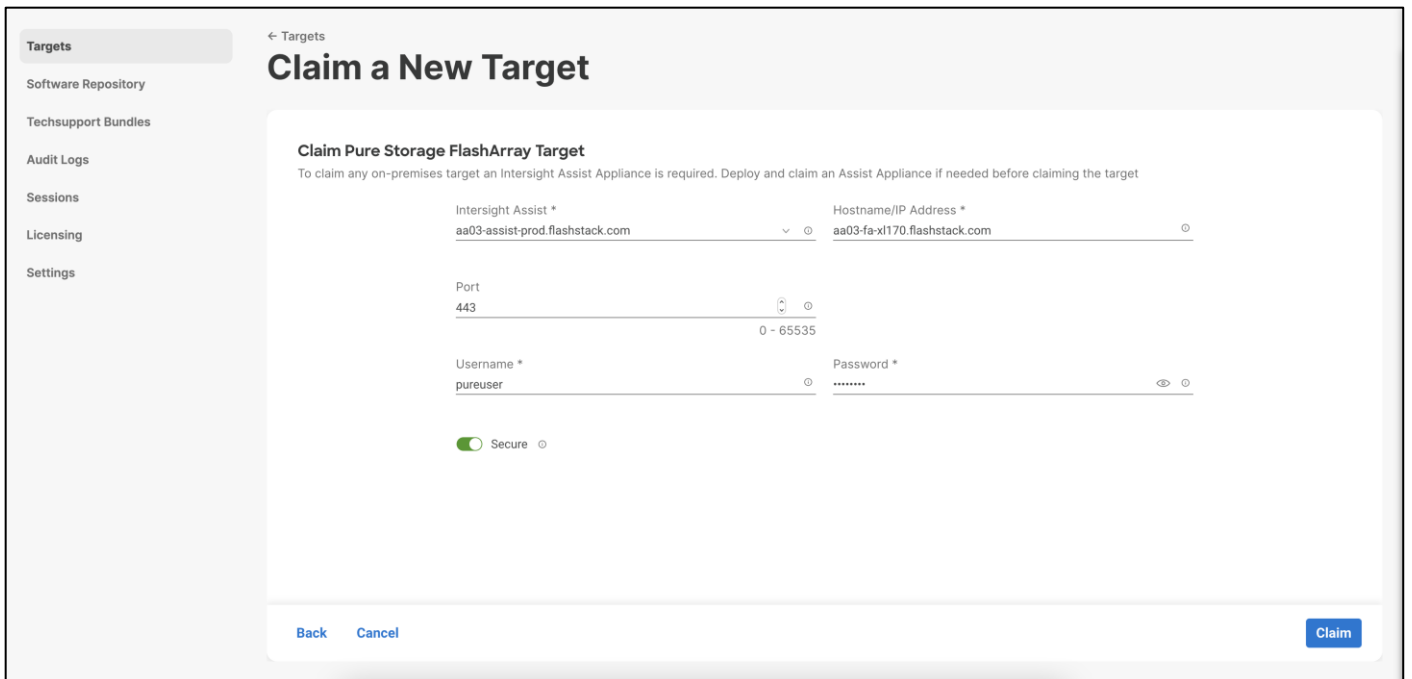 Targets
Software Repository
Techsupport Bundles
Audit Logs
Sessions
Licensing
Settings
← Targets
Claim a New Target
Claim Pure Storage FlashArray Target
To claim any on-premises target an Intersight Assist Appliance is required. Deploy and claim an Assist Appliance if needed before claiming the target
Intersight Assist *
aa03-assist-prod.flashstack.com
Hostname/IP Address *
aa03-fa-xl170.flashstack.com
Port
443
0 - 65535
Username *
pureuser
Password *
••••••••
Secure
Back
Cancel
Claim